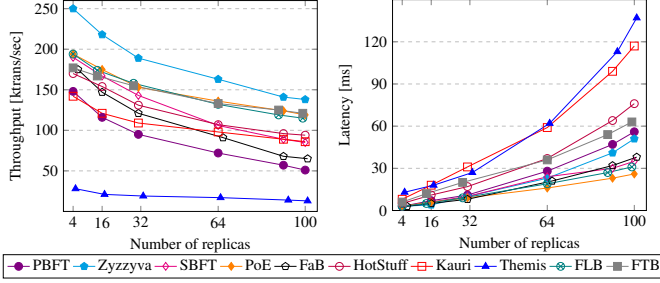 Throughput [ktrans/sec]
250
200
150
100
50
4 16 32 64 100
Number of replicas
Latency [ms]
120
90
60
30
0
4 16 32 64 100
Number of replicas
PBFT Zyzzyva SBFT PoE FaB HotStuff Kauri Themis FLB FTB